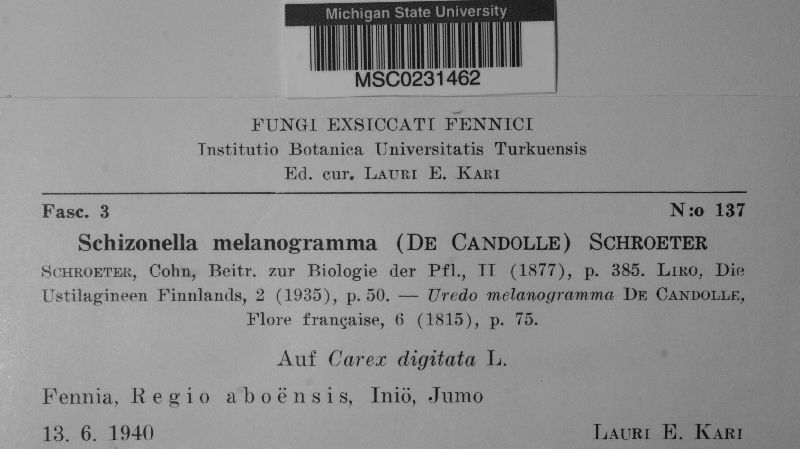 Michigan State University
MSC0231462
FUNGI EXSICCATI FENNICI
Institutio Botanica Universitatis Turkuensis
Ed. cur. LAURI E. KARI
Fasc. 3 N:o 137
Schizonella melanogramma (DE CANDOLLE) SCHROETER
SCHROETER, Cohn, Beitr. zur Biologie der Pfl., II (1877), p. 385. LIRO, Die
Ustilagineen Finnlands, 2 (1935), p. 50. — Uredo melanogramma DE CANDOLLE,
Flore française, 6 (1815), p. 75.
Auf Carex digitata L.
Fennia, Regio aboënsis, Iniö, Jumo
13. 6. 1940 LAURI E. KARI